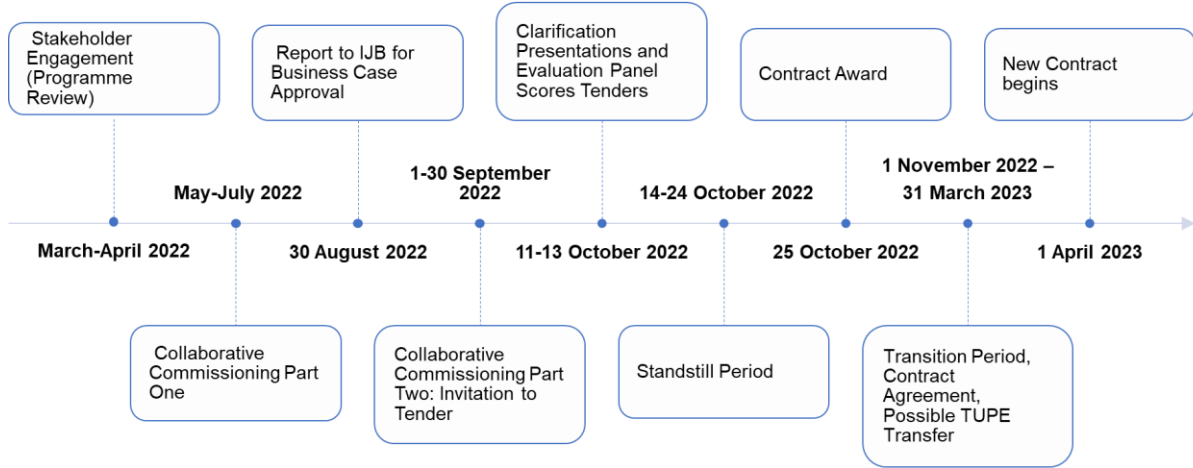 Stakeholder
Engagement
(Programme
Review)
Report to IJB for
Business Case
Approval
Clarification
Presentations and
Evaluation Panel
Scores Tenders
Contract Award
New Contract
begins
May-July 2022
1-30 September
2022
14-24 October 2022
1 November 2022 –
31 March 2023
March-April 2022
30 August 2022
11-13 October 2022
25 October 2022
1 April 2023
Collaborative
Commissioning Part
One
Collaborative
Commissioning Part
Two: Invitation to
Tender
Standstill Period
Transition Period,
Contract
Agreement,
Possible TUPE
Transfer